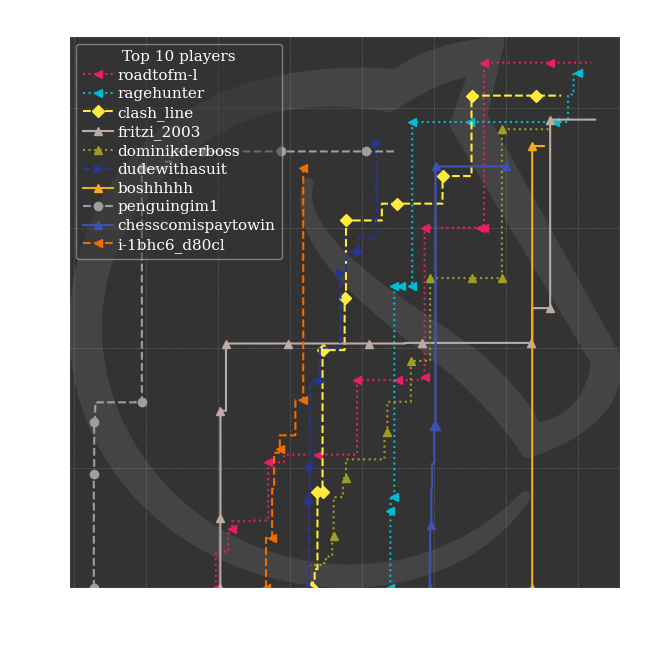 Top 10 players
roadtofm-l
ragehunter
clash_line
fritzi_2003
dominikderboss
dudewithasuit
boshhhhh
penguingim1
chesscomispaytowin
i-1bhc6_d80cl